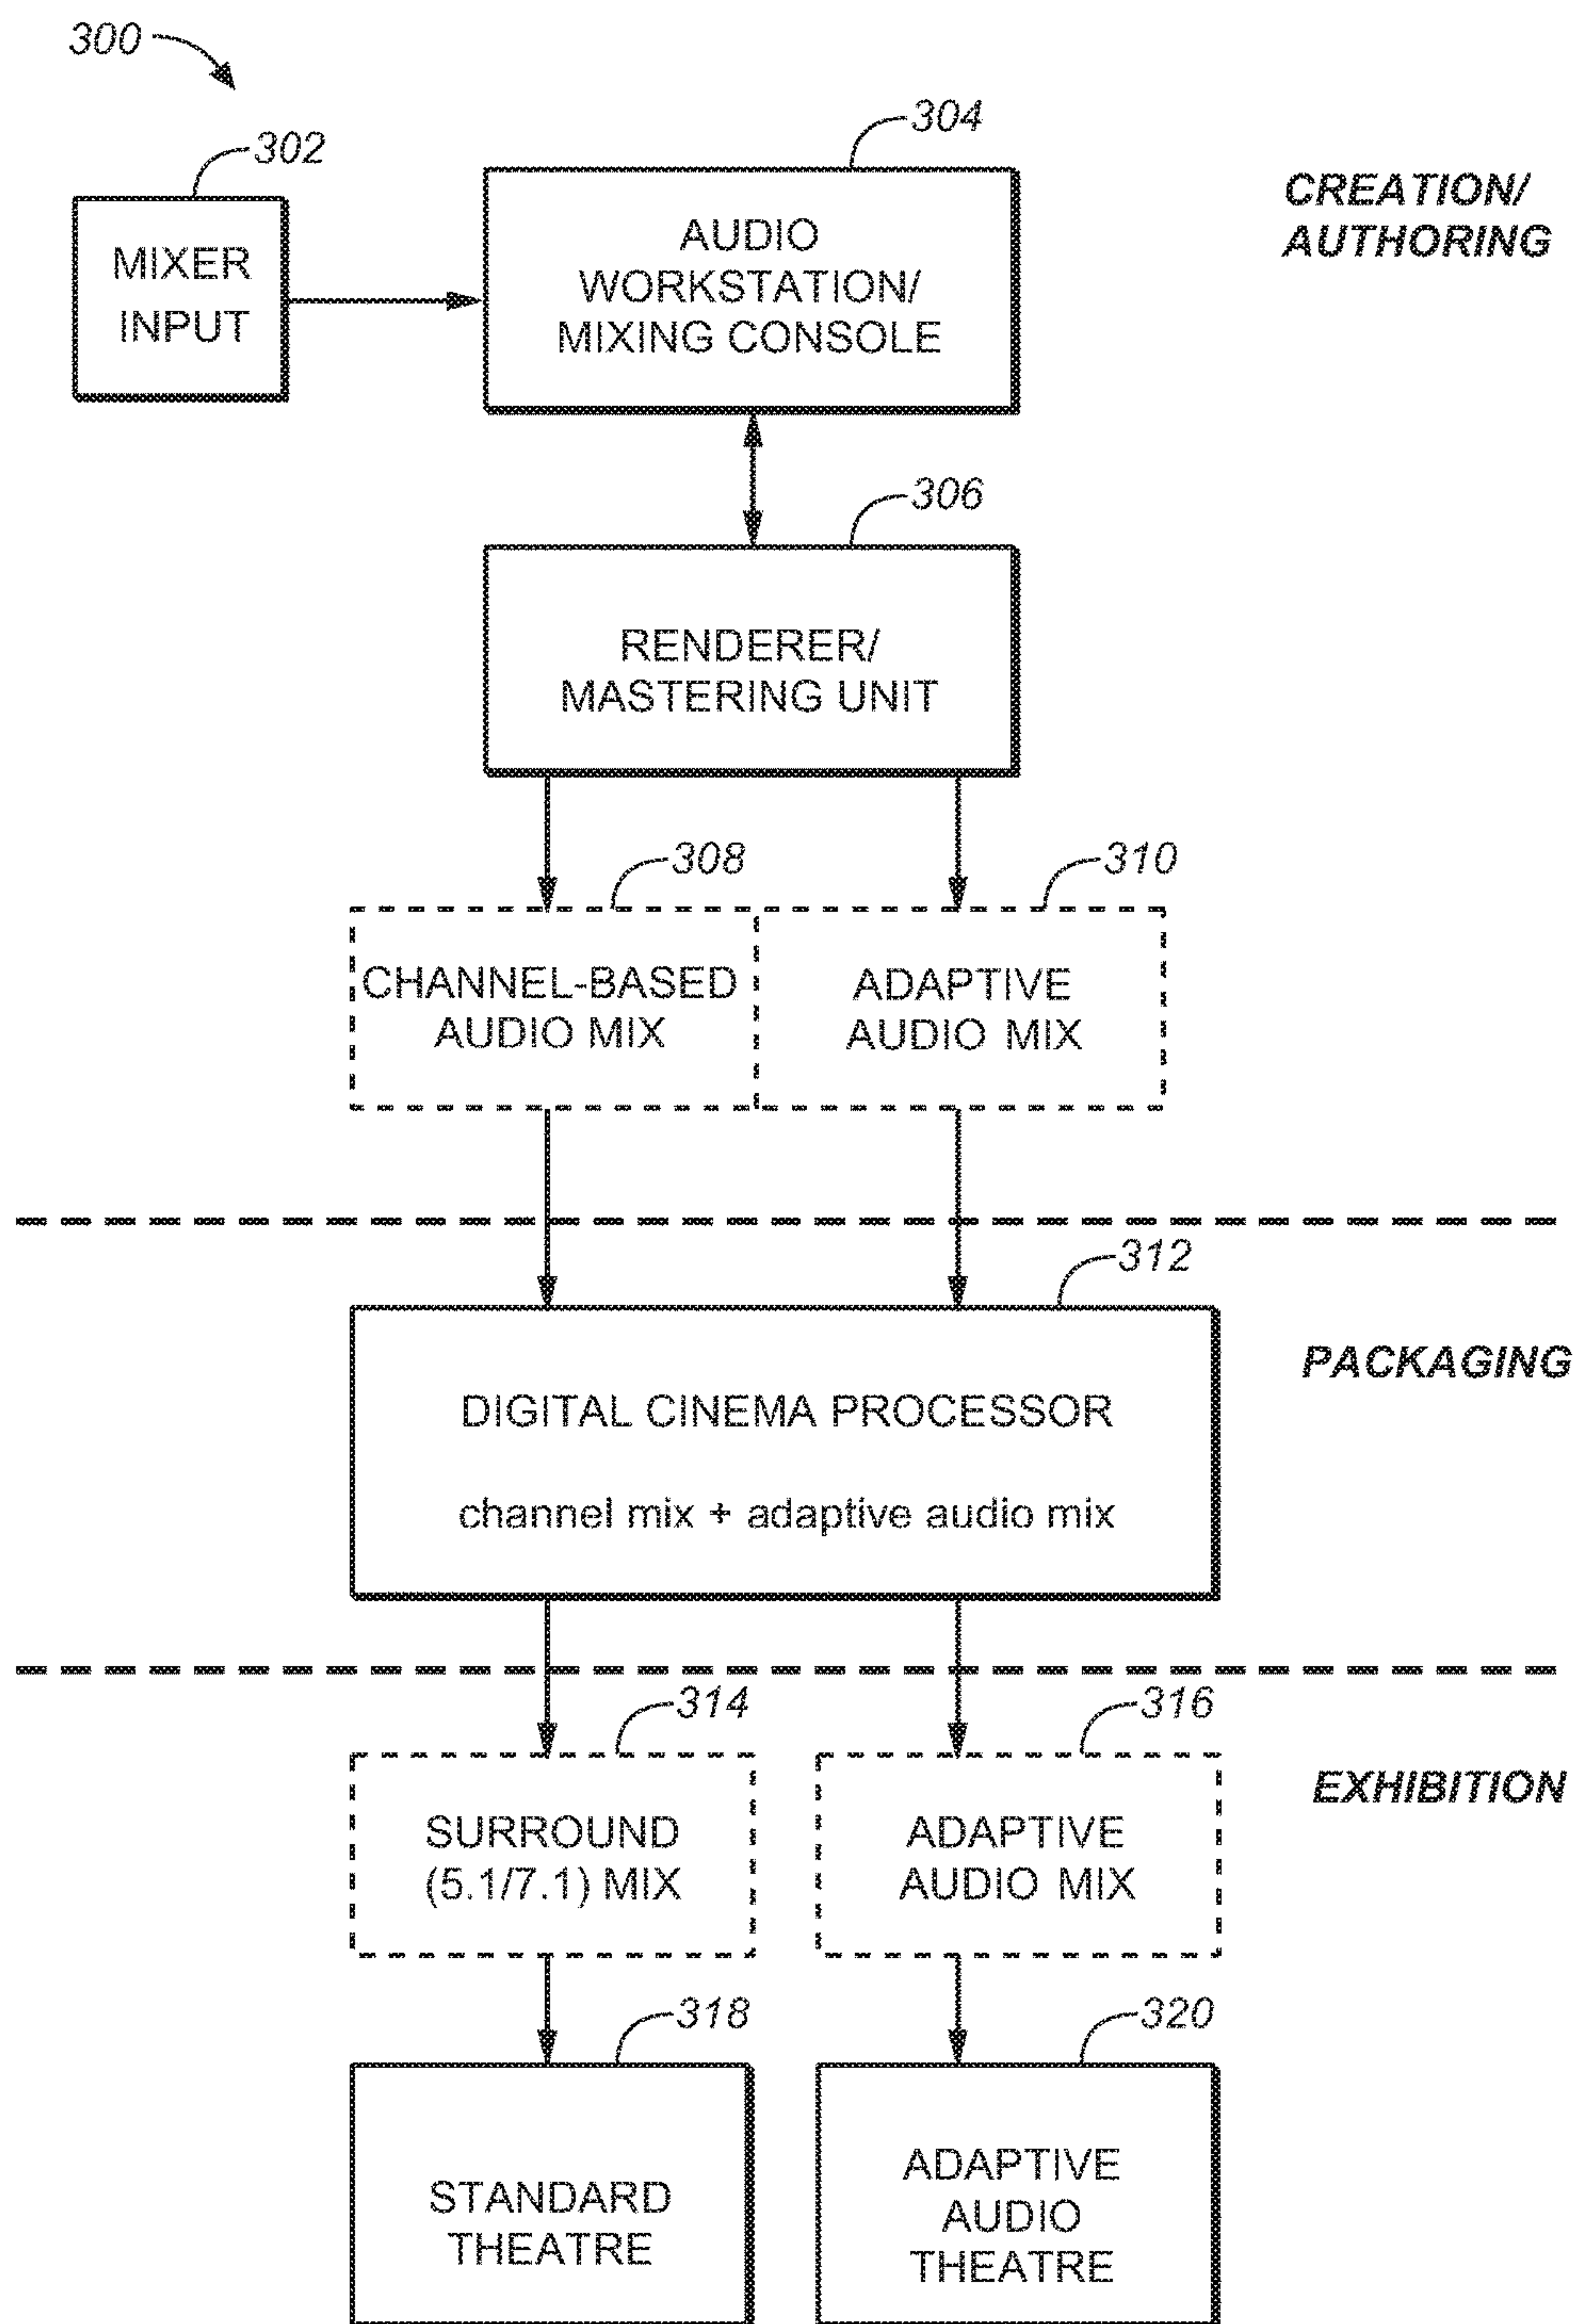 300
302
304
MIXER
INPUT
AUDIO
WORKSTATION/
MIXING CONSOLE
CREATION/
AUTHORING
306
RENDERER/
MASTERING UNIT
308
310
CHANNEL-BASED
AUDIO MIX
ADAPTIVE
AUDIO MIX
312
DIGITAL CINEMA PROCESSOR
channel mix + adaptive audio mix
PACKAGING
314
316
SURROUND
(5.1/7.1) MIX
ADAPTIVE
AUDIO MIX
EXHIBITION
318
320
STANDARD
THEATRE
ADAPTIVE
AUDIO
THEATRE